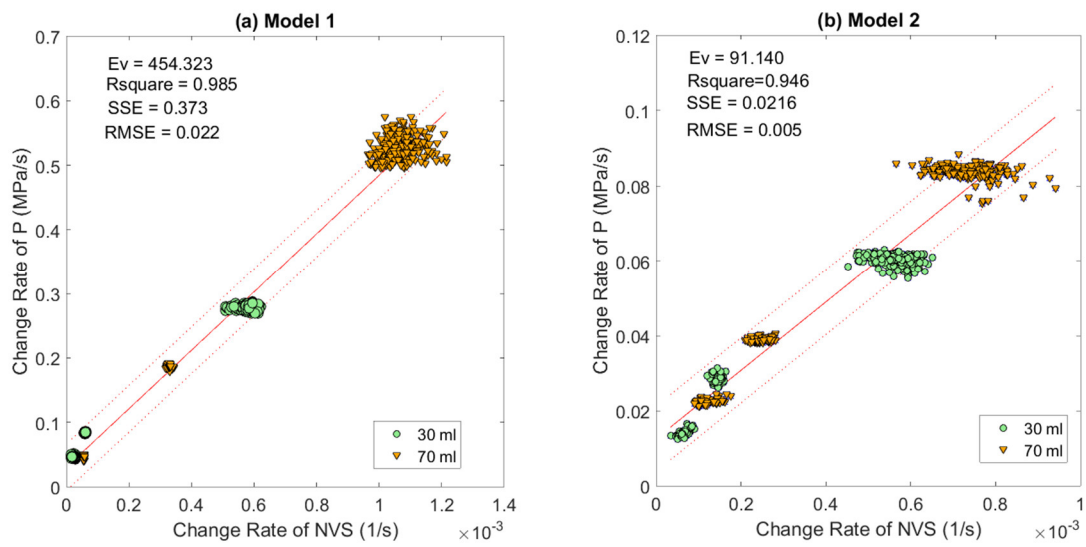 (a) Model 1
Ev = 454.323
Rsquare = 0.985
SSE = 0.373
RMSE = 0.022
0.7
0.6
0.5
0.4
0.3
0.2
0.1
0
Change Rate of P (MPa/s)
30 ml
70 ml
0 0.2 0.4 0.6 0.8 1 1.2 1.4
Change Rate of NVS (1/s)
×10⁻³
(b) Model 2
Ev = 91.140
Rsquare=0.946
SSE = 0.0216
RMSE = 0.005
0.12
0.1
0.08
0.06
0.04
0.02
0
Change Rate of P (MPa/s)
30 ml
70 ml
0 0.2 0.4 0.6 0.8 1
Change Rate of NVS (1/s)
×10⁻³